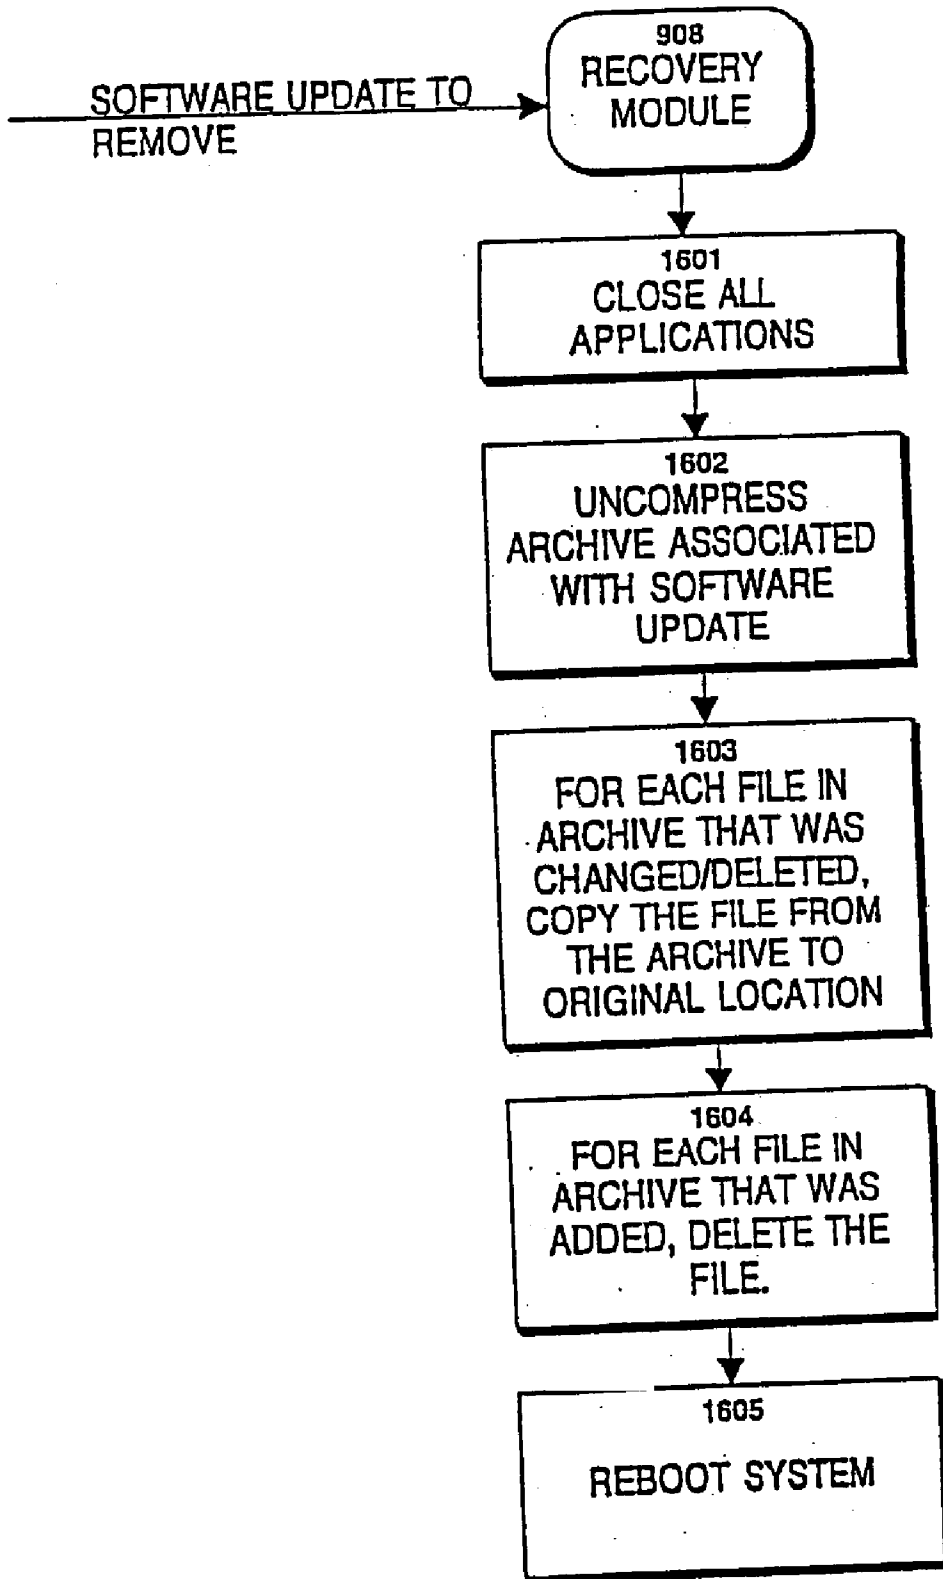 908
RECOVERY
MODULE
SOFTWARE UPDATE TO
REMOVE
1601
CLOSE ALL
APPLICATIONS
1602
UNCOMPRESS
ARCHIVE ASSOCIATED
WITH SOFTWARE
UPDATE
1603
FOR EACH FILE IN
ARCHIVE THAT WAS
CHANGED/DELETED,
COPY THE FILE FROM
THE ARCHIVE TO
ORIGINAL LOCATION
1604
FOR EACH FILE IN
ARCHIVE THAT WAS
ADDED, DELETE THE
FILE.
1605
REBOOT SYSTEM